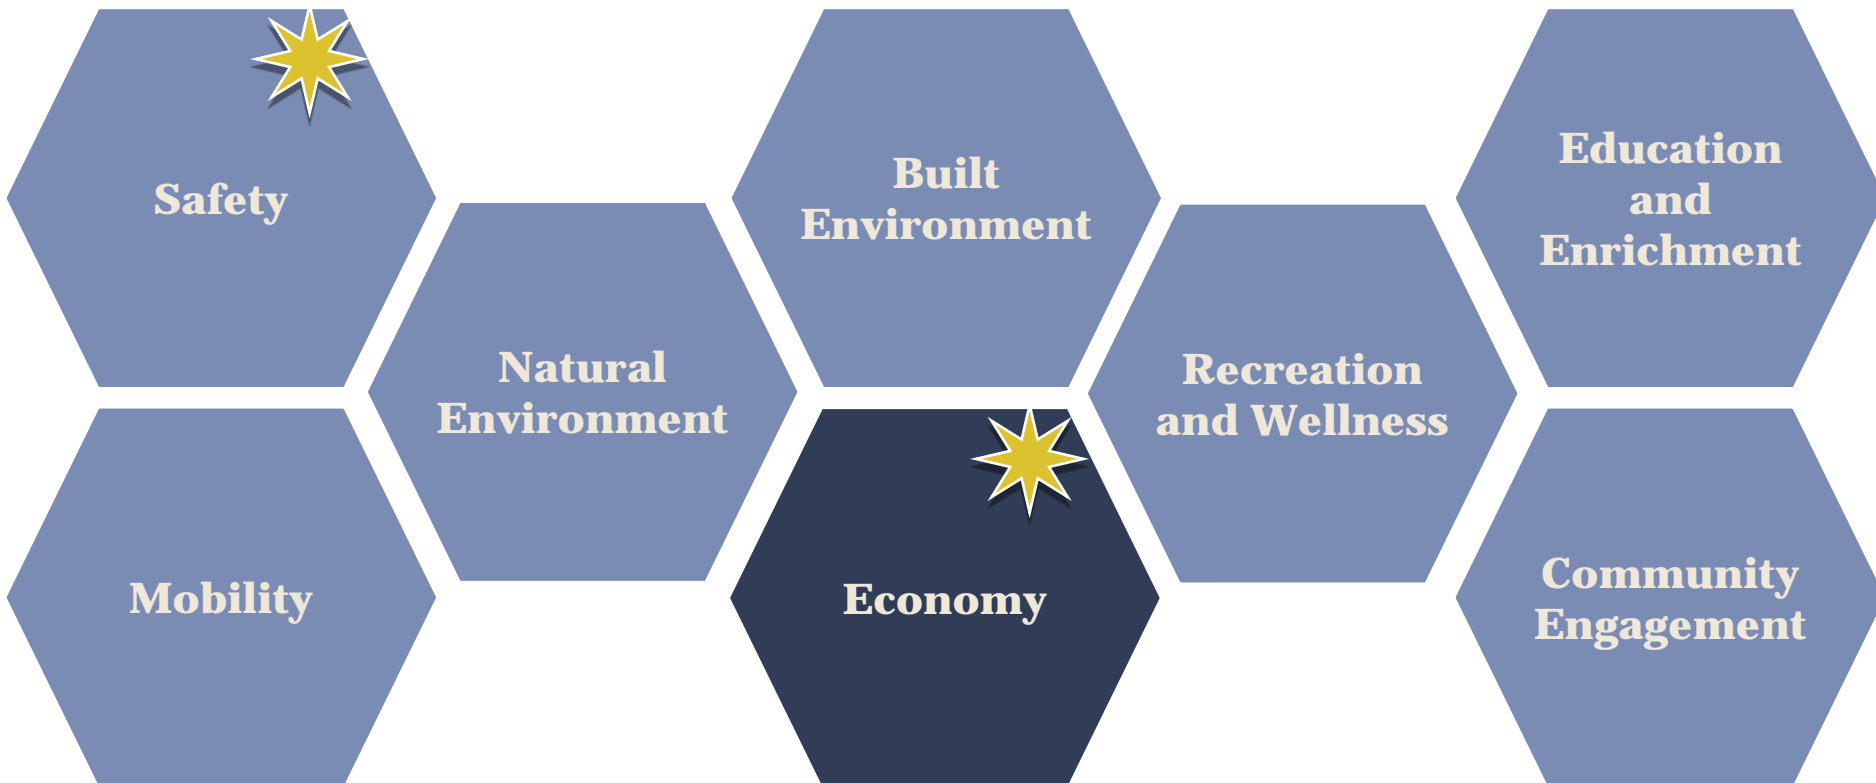 Safety
Mobility
Natural
Environment
Built
Environment
Economy
Recreation
and Wellness
Education
and
Enrichment
Community
Engagement